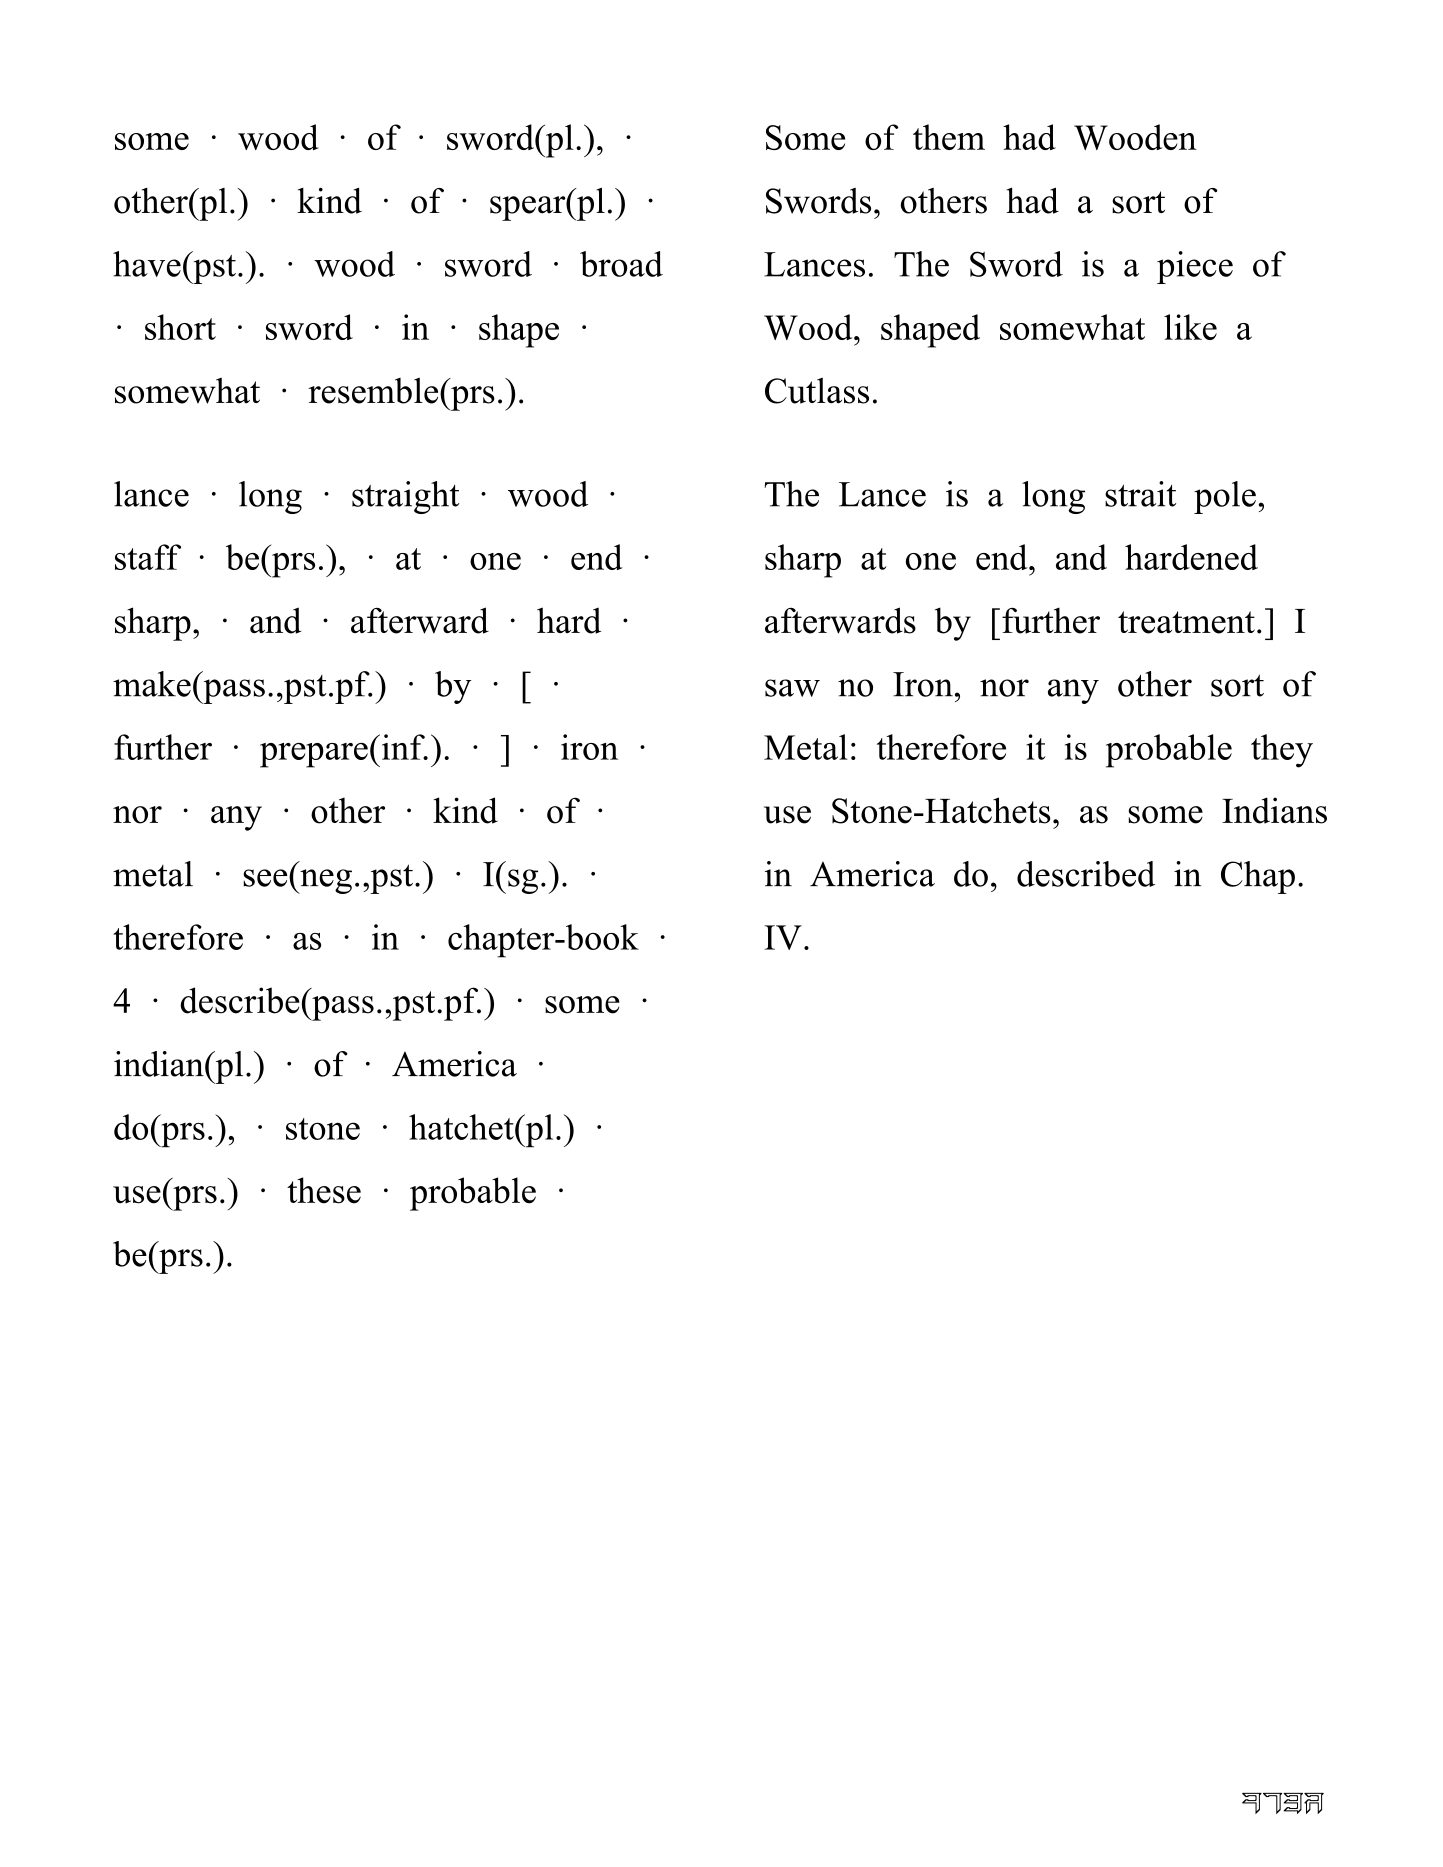 some · wood · of · sword(pl.), ·
other(pl.) · kind · of · spear(pl.) ·
have(pst.). · wood · sword · broad
· short · sword · in · shape ·
somewhat · resemble(prs.).
lance · long · straight · wood ·
staff · be(prs.), · at · one · end ·
sharp, · and · afterward · hard ·
make(pass.,pst.pf.) · by · [ ·
further · prepare(inf.). · ] · iron ·
nor · any · other · kind · of ·
metal · see(neg.,pst.) · I(sg.). ·
therefore · as · in · chapter-book ·
4 · describe(pass.,pst.pf.) · some ·
indian(pl.) · of · America ·
do(prs.), · stone · hatchet(pl.) ·
use(prs.) · these · probable ·
be(prs.).
Some of them had Wooden
Swords, others had a sort of
Lances. The Sword is a piece of
Wood, shaped somewhat like a
Cutlass.
The Lance is a long strait pole,
sharp at one end, and hardened
afterwards by [further treatment.] I
saw no Iron, nor any other sort of
Metal: therefore it is probable they
use Stone-Hatchets, as some Indians
in America do, described in Chap.
IV.